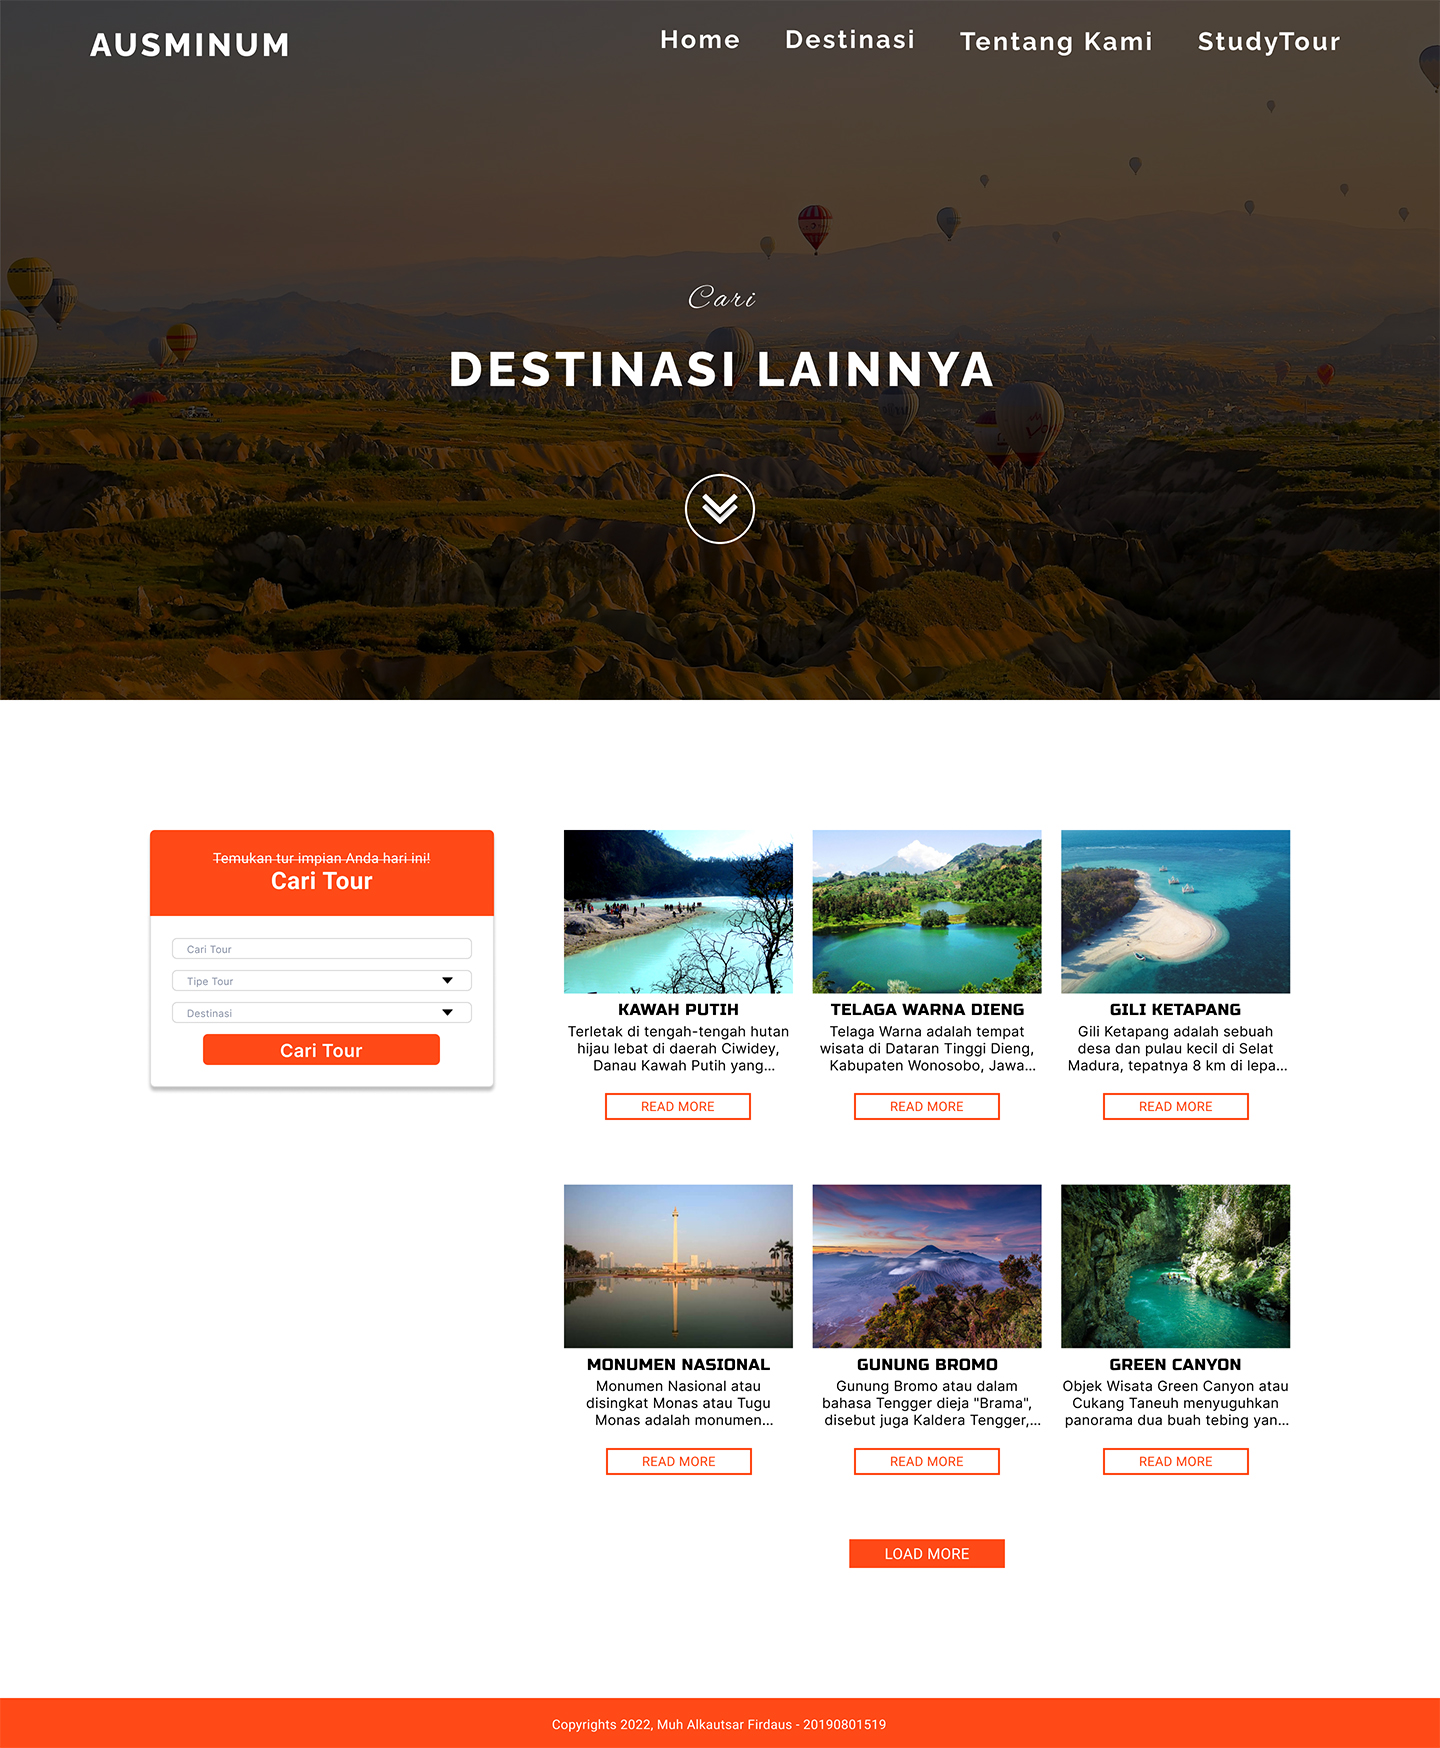 AUSMINUM
Home Destinasi Tentang Kami StudyTour
Cari
DESTINASI LAINNYA
Temukan tur impian Anda hari ini!
Cari Tour
Cari Tour
Tipe Tour
Destinasi
Cari Tour
KAWAH PUTIH
Terletak di tengah-tengah hutan
hijau lebat di daerah Ciwidey,
Danau Kawah Putih yang...
READ MORE
TELAGA WARNA DIENG
Telaga Warna adalah tempat
wisata di Dataran Tinggi Dieng,
Kabupaten Wonosobo, Jawa...
READ MORE
GILI KETAPANG
Gili Ketapang adalah sebuah
desa dan pulau kecil di Selat
Madura, tepatnya 8 km di lepa...
READ MORE
MONUMEN NASIONAL
Monumen Nasional atau
disingkat Monas atau Tugu
Monas adalah monumen...
READ MORE
GUNUNG BROMO
Gunung Bromo atau dalam
bahasa Tengger dieja "Brama",
disebut juga Kaldera Tengger,...
READ MORE
GREEN CANYON
Objek Wisata Green Canyon atau
Cukang Taneuh menyuguhkan
panorama dua buah tebing yan...
READ MORE
LOAD MORE
Copyrights 2022, Muh Alkautsar Firdaus - 20190801519